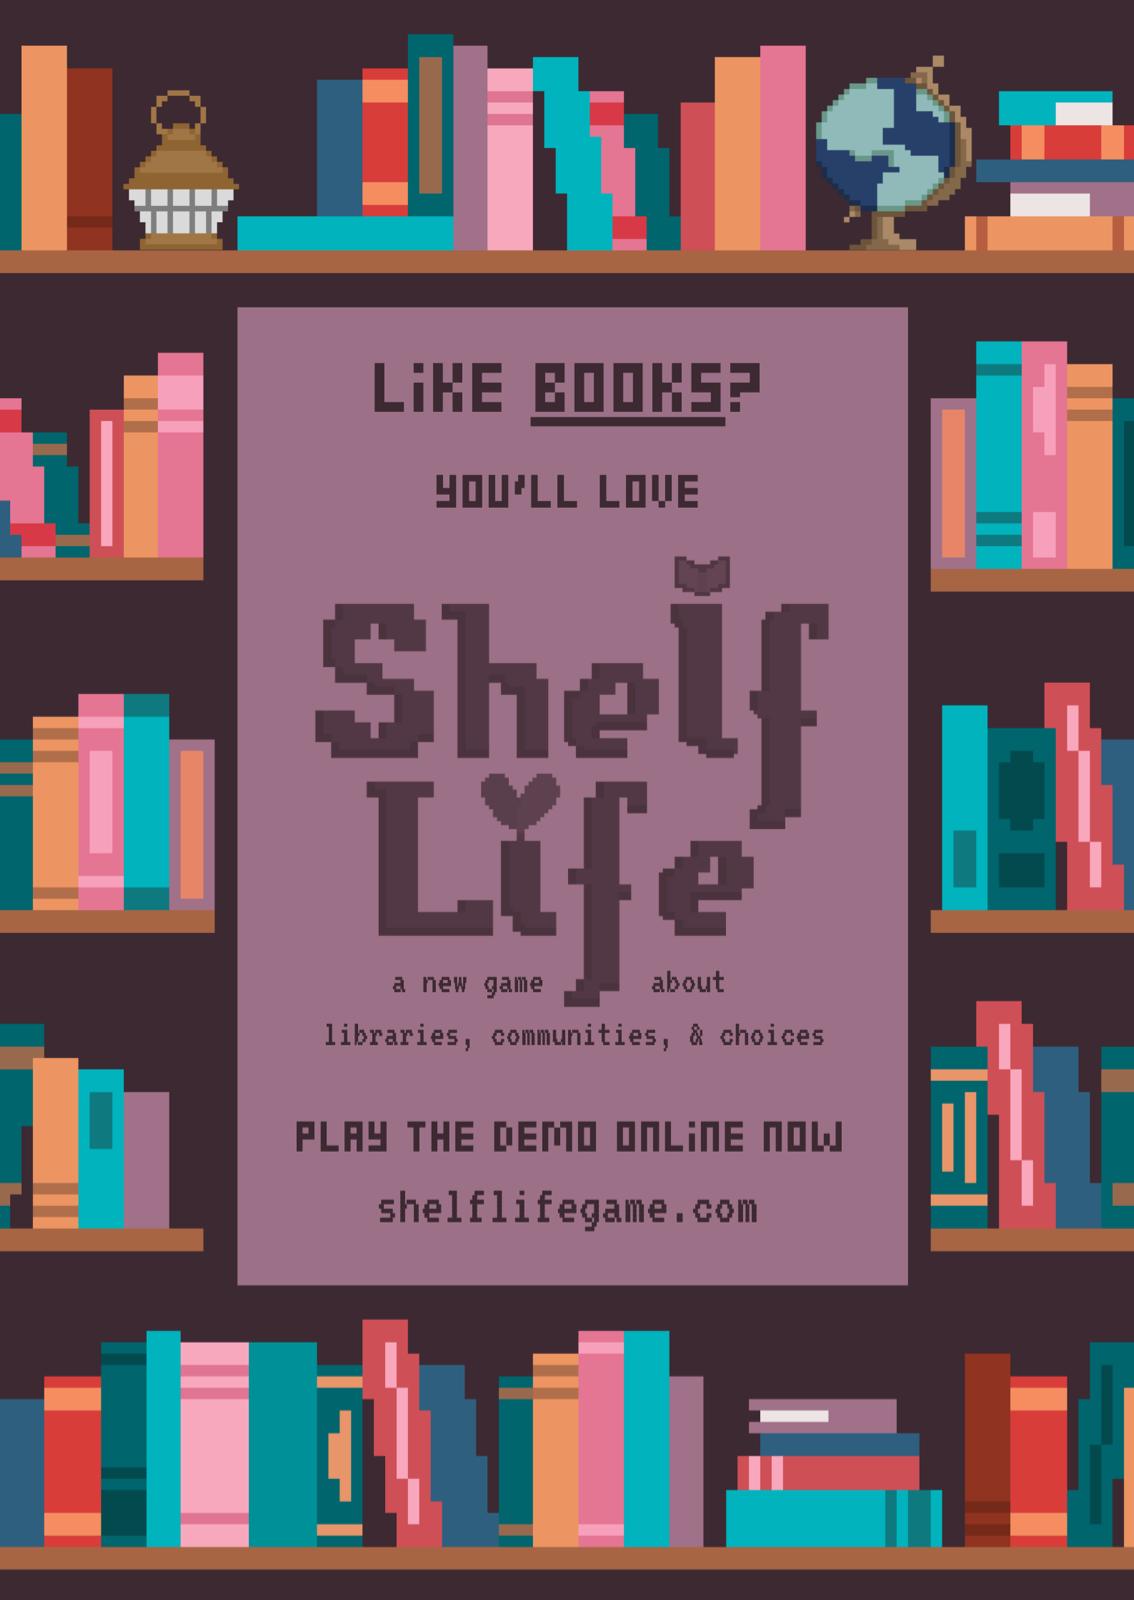 LiKE BOOKS?
YOU'LL LOVE
Shelf
Life
a new game about
libraries, communities, & choices
PLAY THE DEMO ONLiNE NOW
shelflifegame.com